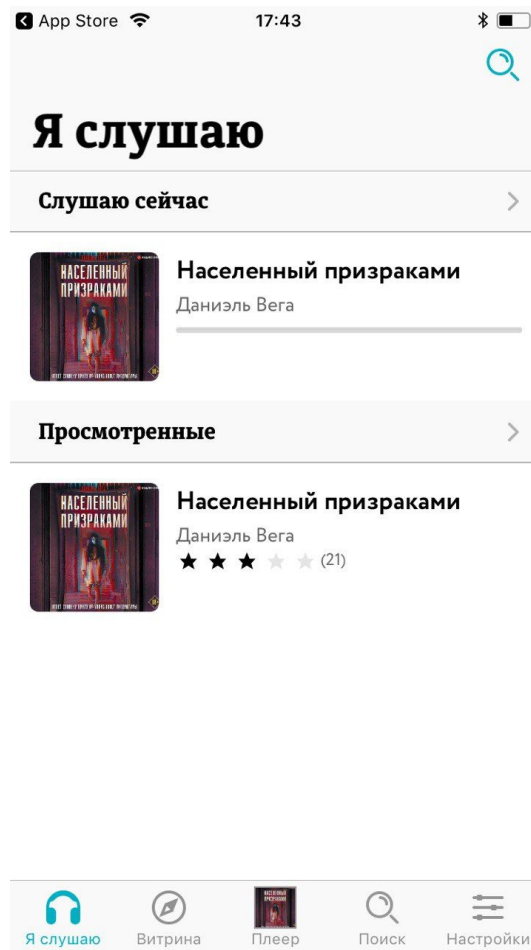 App Store 17:43
Я слушаю
Слушаю сейчас
НАСЕЛЕННЫЙ
ПРИЗРАКАМИ
Населенный призраками
Даниэль Вега
Просмотренные
НАСЕЛЕННЫЙ
ПРИЗРАКАМИ
Населенный призраками
Даниэль Вега
(21)
Я слушаю Витрина Плеер Поиск Настройки